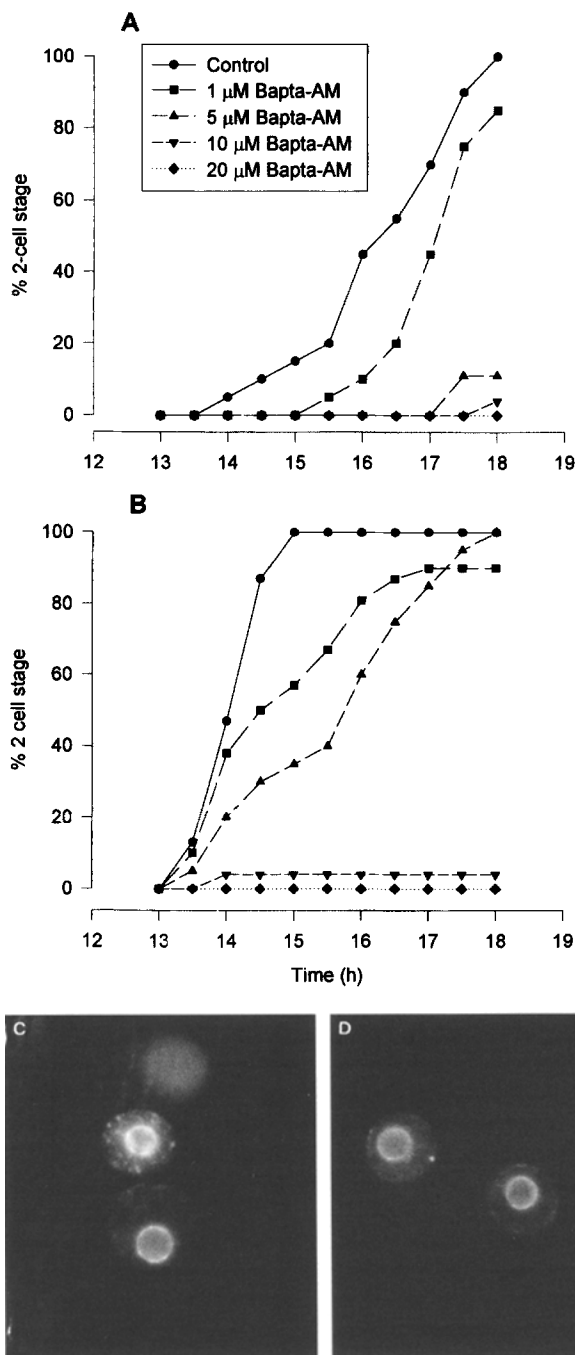 A
Control
1 μM Bapta-AM
5 μM Bapta-AM
10 μM Bapta-AM
20 μM Bapta-AM
100
80
60
40
20
0
% 2-cell stage
12 13 14 15 16 17 18 19
B
100
80
60
40
20
0
% 2 cell stage
12 13 14 15 16 17 18 19
Time (h)
C D